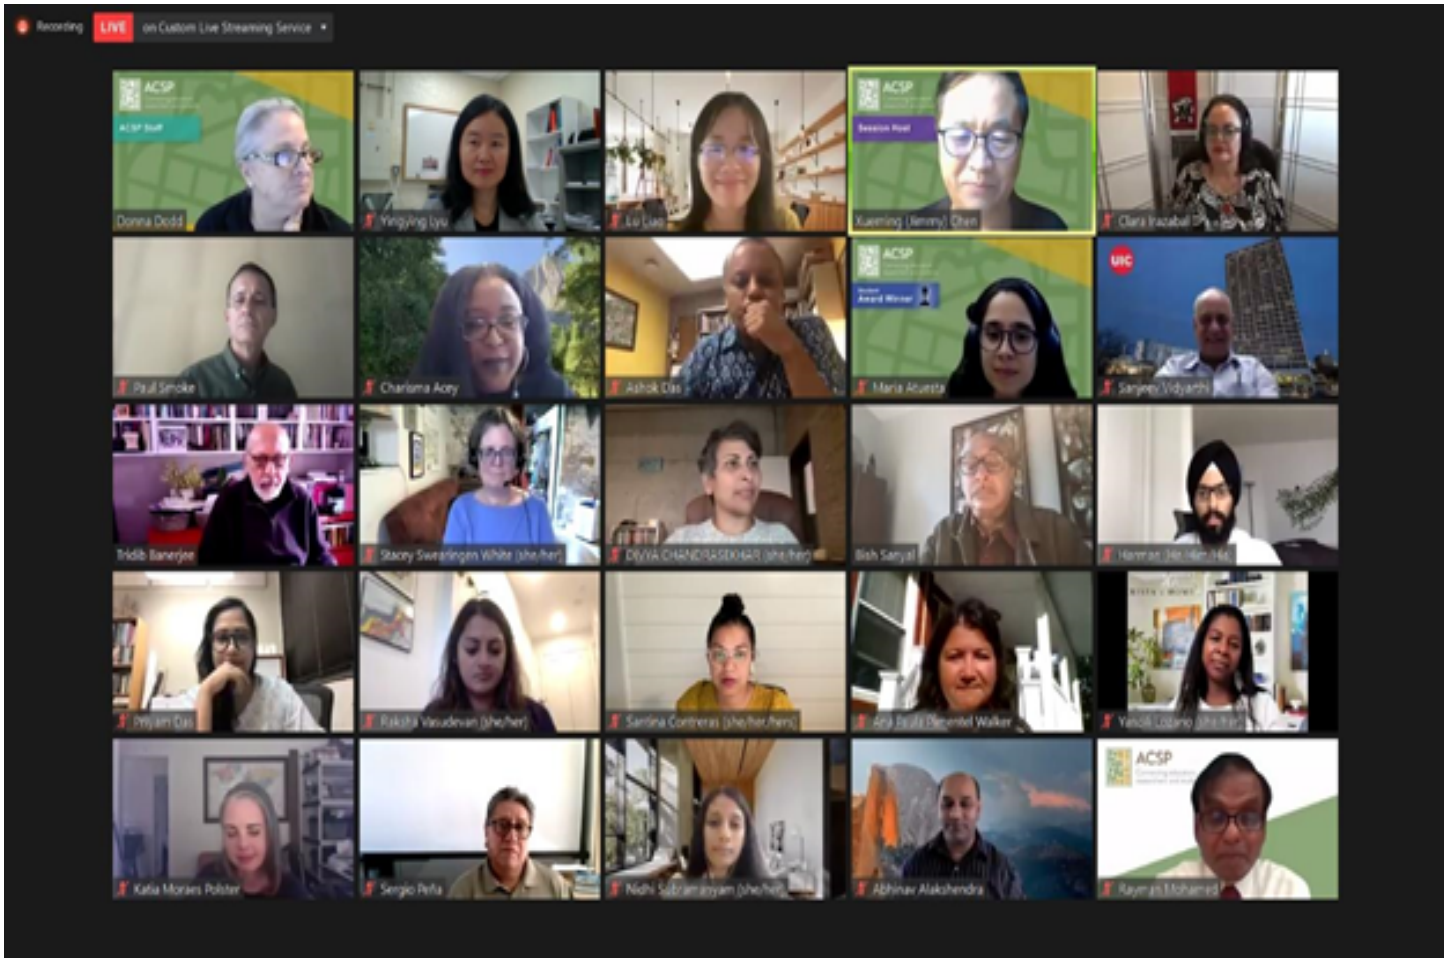 Recording
LIVE
on Custom Live Streaming Service
ACSP
ACSP Staff
Donna Dodd
Yingying Lyu
Lu Liao
ACSP
Session Host
Xueming (Jimmy) Chen
Clara Irazabal
Paul Smoke
Charisma Acey
Ashok Das
ACSP
Student
Award Winner
Maria Atuesta
UIC
Sanjeev Vidyarthi
Tridib Banerjee
Stacey Swearingen White (she/her)
DIVYA CHANDRASEKHAR (she/her)
Bish Sanyal
Harman (He/Him/His)
Priyam Das
Raksha Vasudevan (she/her)
Santina Contreras (she/her/hers)
Ana Paula Pimentel Walker
Lozano (she/her)
Katia Moraes Polster
Sergio Peña
Nidhi Subramanyam (she/her)
Abhinav Alakshendra
ACSP
Rayman Mohamed